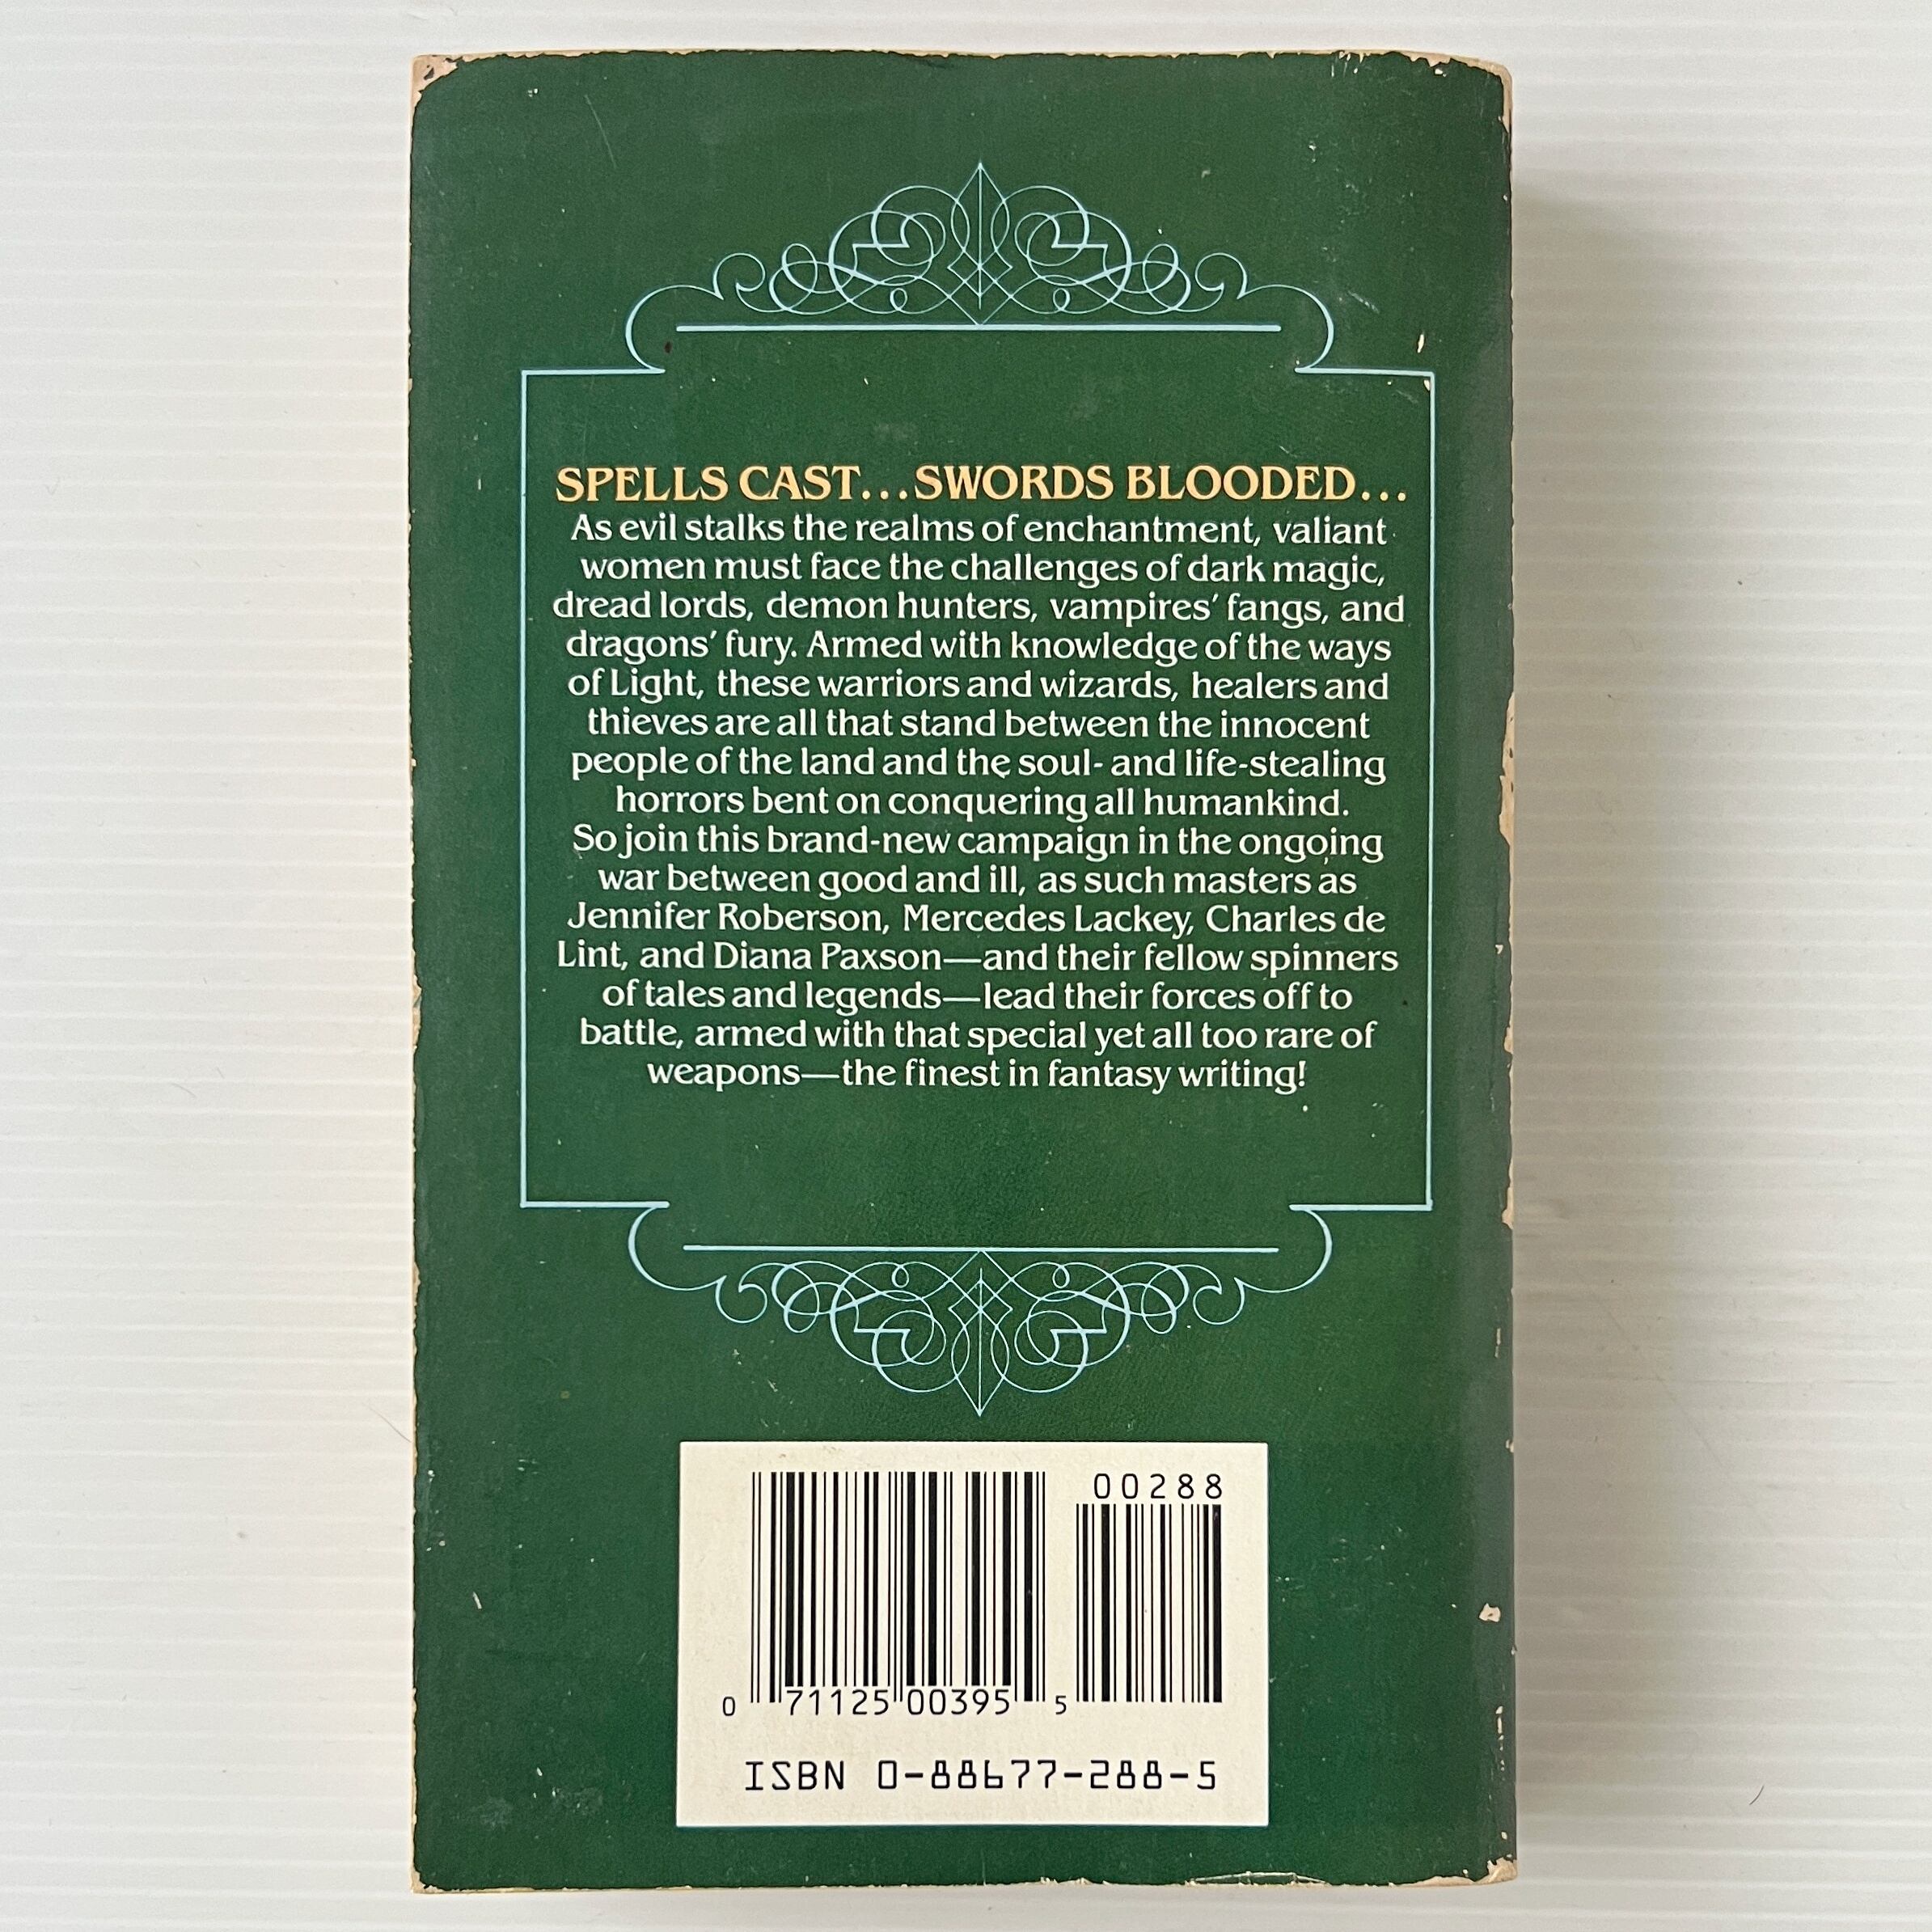 SPELLS CAST...SWORDS BLOODED...
As evil stalks the realms of enchantment, valiant
women must face the challenges of dark magic,
dread lords, demon hunters, vampires' fangs, and
dragons' fury. Armed with knowledge of the ways
of Light, these warriors and wizards, healers and
thieves are all that stand between the innocent
people of the land and the soul- and life-stealing
horrors bent on conquering all humankind.
So join this brand-new campaign in the ongoing
war between good and ill, as such masters as
Jennifer Roberson, Mercedes Lackey, Charles de
Lint, and Diana Paxson—and their fellow spinners
of tales and legends—lead their forces off to
battle, armed with that special yet all too rare of
weapons—the finest in fantasy writing!
00288
0 71125 00395 5
ISBN 0-88677-288-5